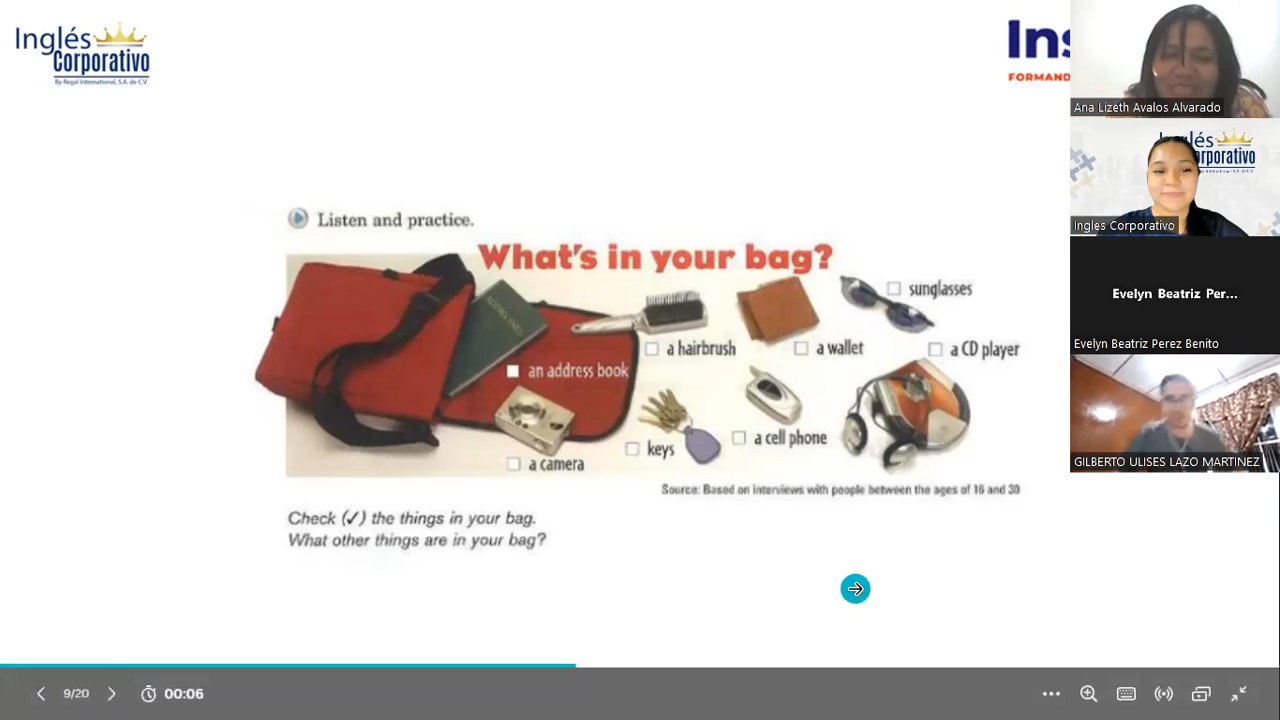 Inglés
Corporativo
By Regal International, S.A. de C.V.
Ins
FORMAND
Listen and practice.
What's in your bag?
ADDRESSES
sunglasses
a hairbrush
a wallet
a CD player
an address book
a cell phone
keys
a camera
Source: Based on interviews with people between the ages of 16 and 30
Check (✓) the things in your bag.
What other things are in your bag?
Ana Lizeth Avalos Alvarado
Inglés
orporativo
Ingles Corporativo
Evelyn Beatriz Per...
Evelyn Beatriz Perez Benito
GILBERTO ULISES LAZO MARTINEZ
9/20
00:06